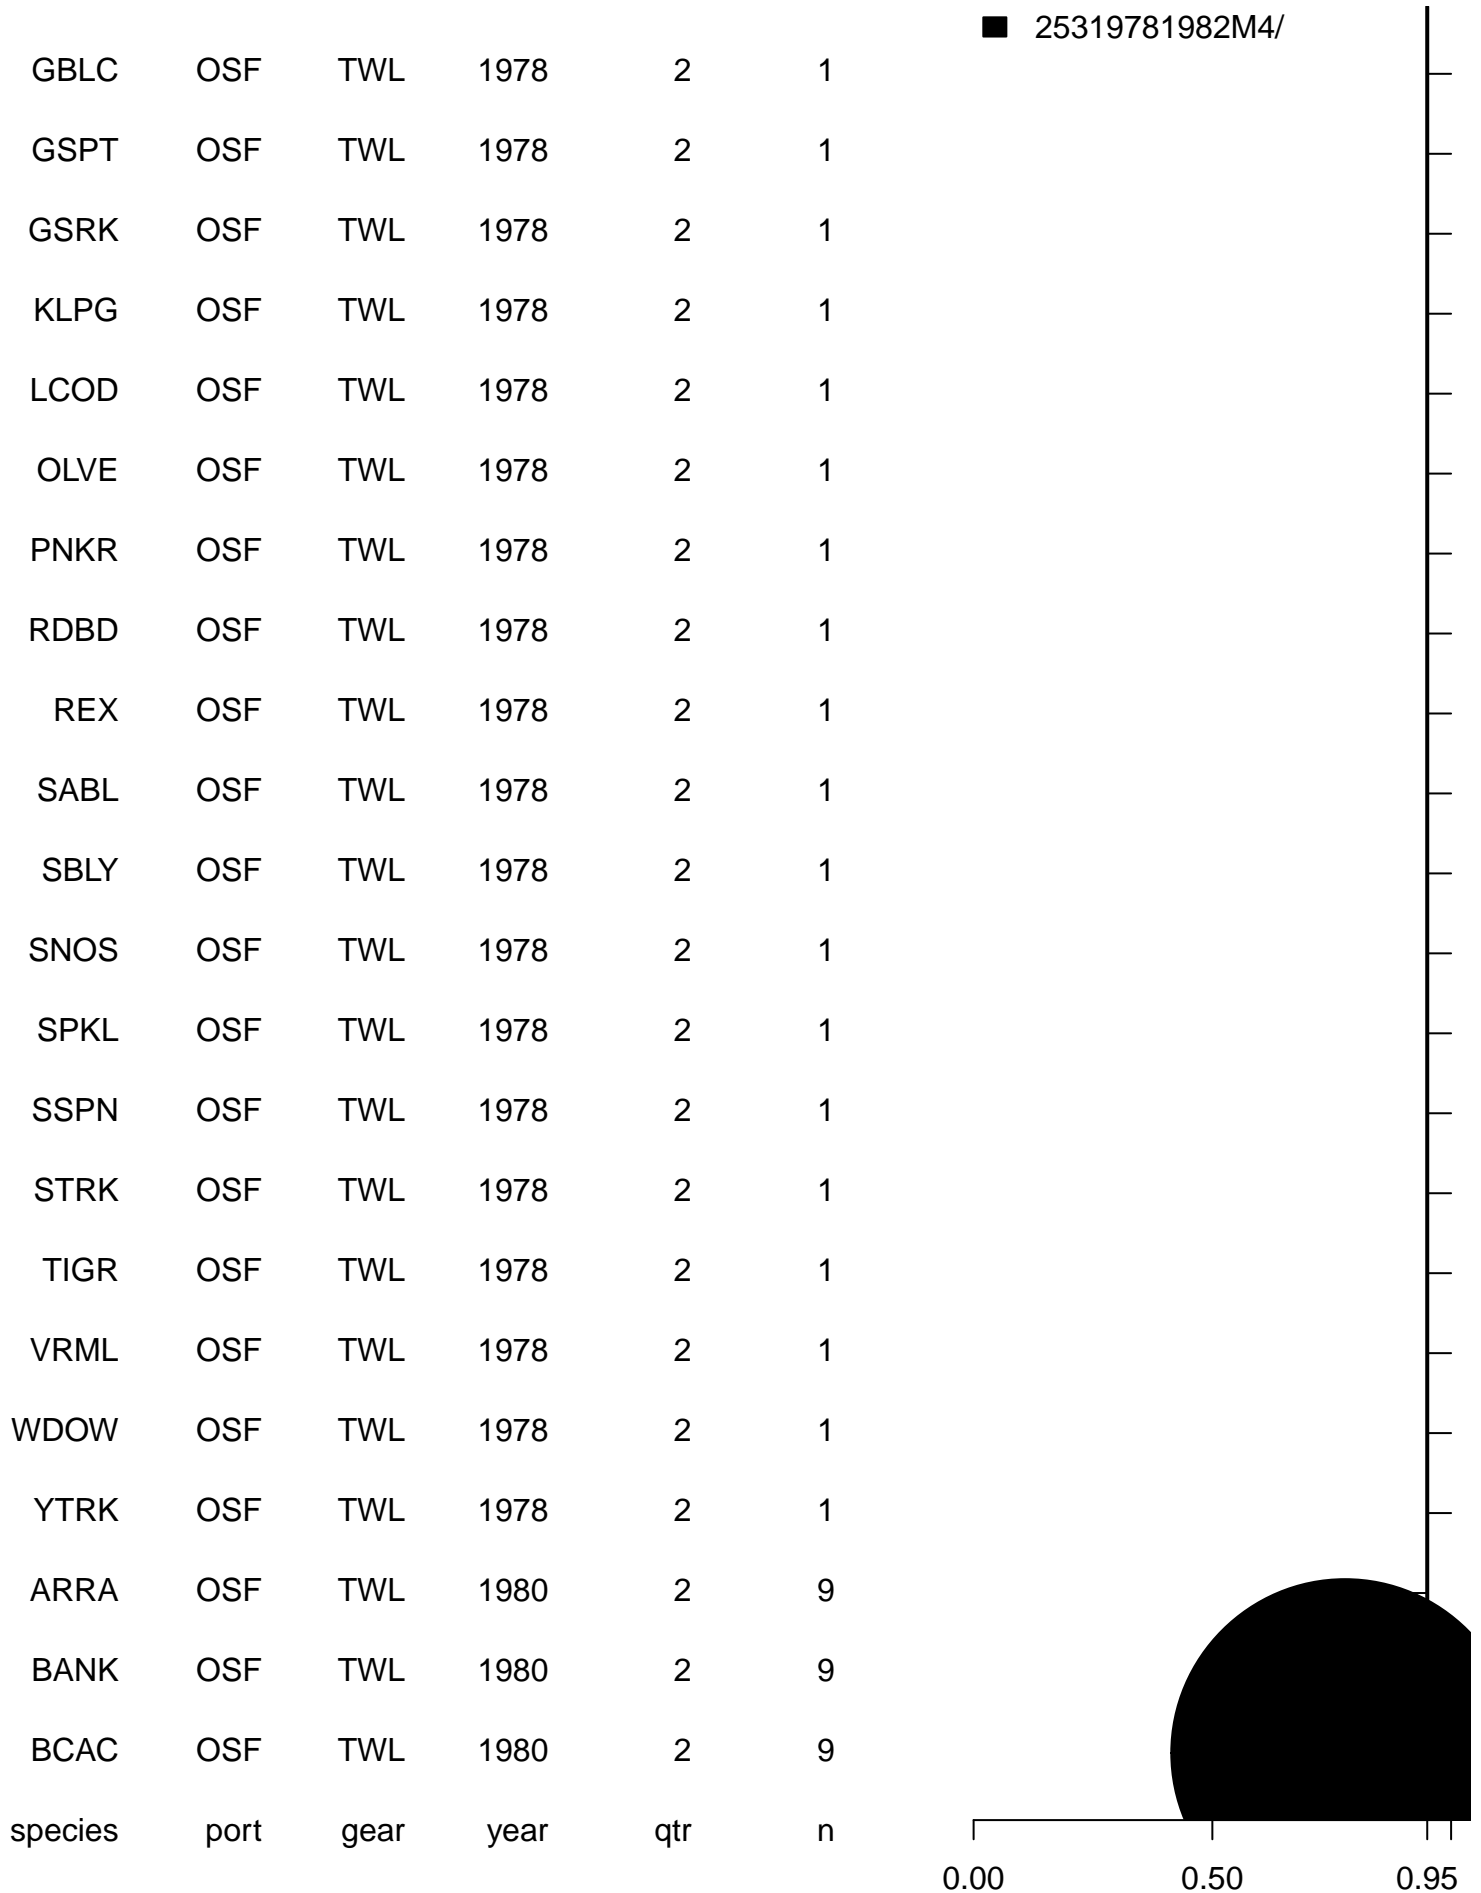 25319781982M4/
GBLC OSF TWL 1978 2 1
GSPT OSF TWL 1978 2 1
GSRK OSF TWL 1978 2 1
KLPG OSF TWL 1978 2 1
LCOD OSF TWL 1978 2 1
OLVE OSF TWL 1978 2 1
PNKR OSF TWL 1978 2 1
RDBD OSF TWL 1978 2 1
REX OSF TWL 1978 2 1
SABL OSF TWL 1978 2 1
SBLY OSF TWL 1978 2 1
SNOS OSF TWL 1978 2 1
SPKL OSF TWL 1978 2 1
SSPN OSF TWL 1978 2 1
STRK OSF TWL 1978 2 1
TIGR OSF TWL 1978 2 1
VRML OSF TWL 1978 2 1
WDOW OSF TWL 1978 2 1
YTRK OSF TWL 1978 2 1
ARRA OSF TWL 1980 2 9
BANK OSF TWL 1980 2 9
BCAC OSF TWL 1980 2 9
species port gear year qtr n
0.00 0.50 0.95